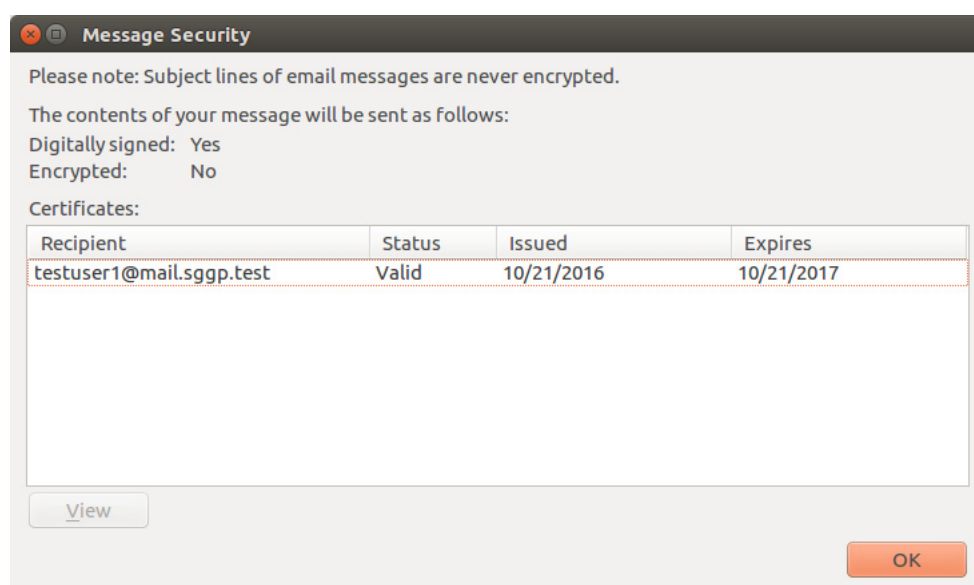 Message Security
Please note: Subject lines of email messages are never encrypted.
The contents of your message will be sent as follows:
Digitally signed: Yes
Encrypted: No
Certificates:
Recipient Status Issued Expires
testuser1@mail.sggp.test Valid 10/21/2016 10/21/2017
View
OK